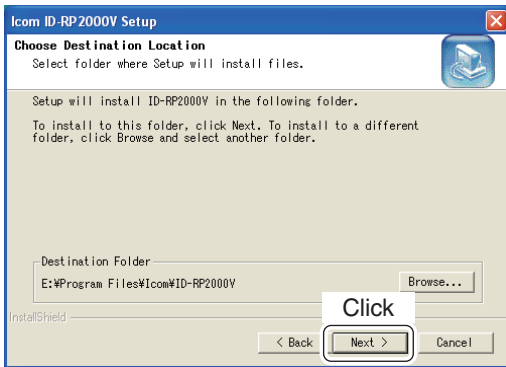 Icom ID-RP2000V Setup
Choose Destination Location
Select folder where Setup will install files.
Setup will install ID-RP2000V in the following folder.
To install to this folder, click Next. To install to a different
folder, click Browse and select another folder.
Destination Folder
E:¥Program Files¥Icom¥ID-RP2000V
Browse...
Click
InstallShield
< Back
Next >
Cancel